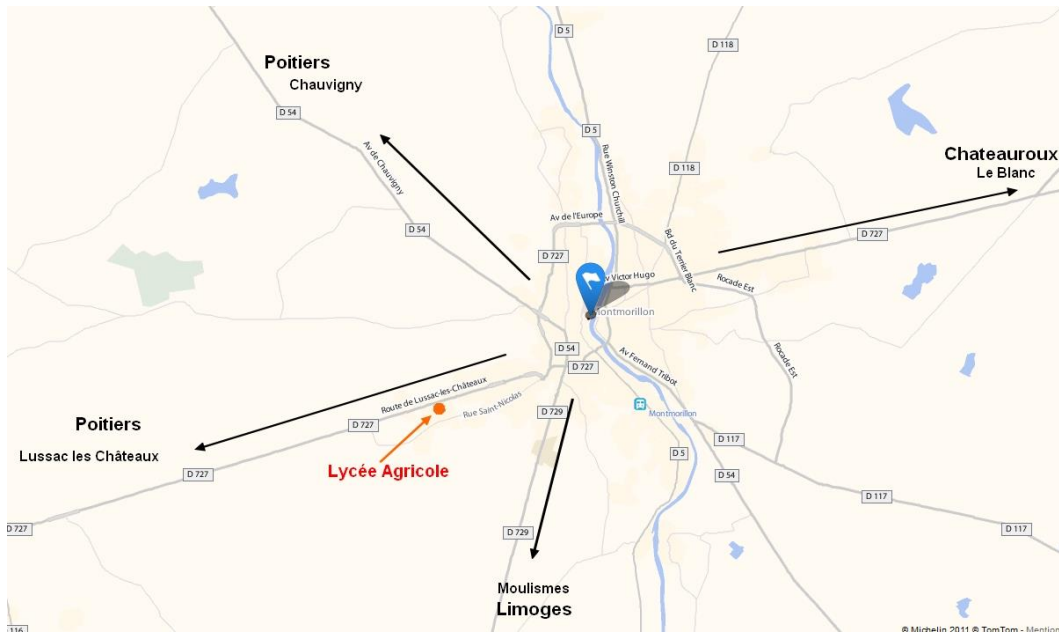 D 5
D 118
Poitiers
Chauvigny
D 54
D 5
Av de Chauvigny
Rue Winston Churchill
Chateauroux
Le Blanc
D 118
Av de l'Europe
D 54
D 727
Bd du Terrier Blanc
D 727
Victor Hugo
Rocade Est
Montmorillon
D 54
Av Fernand Tribot
Rocade Est
D 727
Route de Lussac-les-Châteaux
Rue Saint-Nicolas
D 729
Montmorillon
D 727
Poitiers
Lussac les Châteaux
Lycée Agricole
D 117
D 5
D 54
D 727
D 117
D 727
D 729
D 117
Moulismes
Limoges
116
© Michelin 2011 © TomTom - Mention